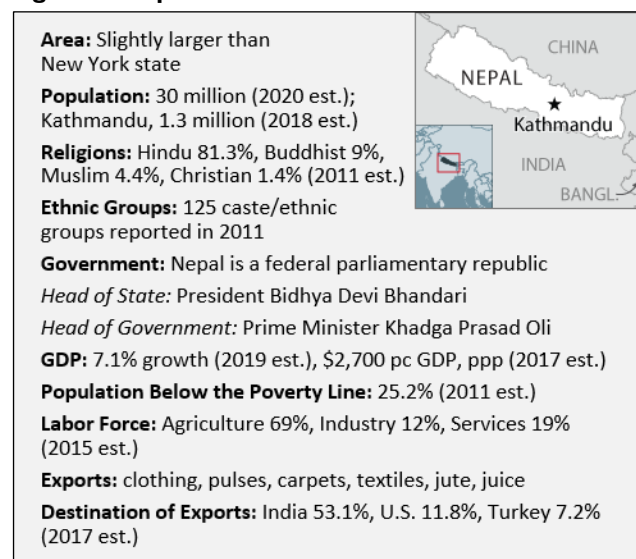 Area: Slightly larger than
New York state
Population: 30 million (2020 est.);
Kathmandu, 1.3 million (2018 est.)
Religions: Hindu 81.3%, Buddhist 9%,
Muslim 4.4%, Christian 1.4% (2011 est.)
Ethnic Groups: 125 caste/ethnic
groups reported in 2011
Government: Nepal is a federal parliamentary republic
Head of State: President Bidhya Devi Bhandari
Head of Government: Prime Minister Khadga Prasad Oli
GDP: 7.1% growth (2019 est.), $2,700 pc GDP, ppp (2017 est.)
Population Below the Poverty Line: 25.2% (2011 est.)
Labor Force: Agriculture 69%, Industry 12%, Services 19%
(2015 est.)
Exports: clothing, pulses, carpets, textiles, jute, juice
Destination of Exports: India 53.1%, U.S. 11.8%, Turkey 7.2%
(2017 est.)
CHINA
NEPAL
Kathmandu
INDIA
BANGL.